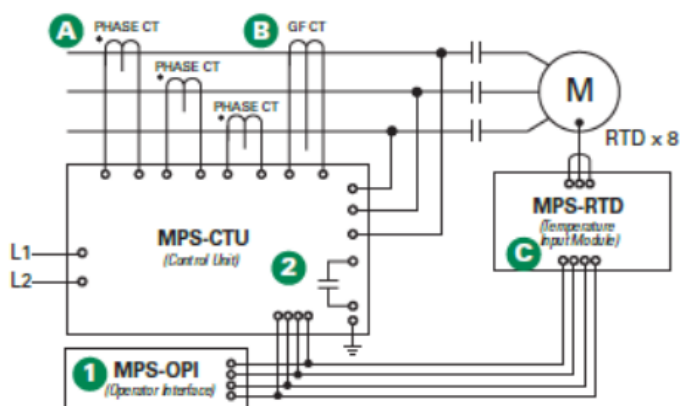 A PHASE CT
B GF CT
PHASE CT
PHASE CT
M
RTD x 8
MPS-RTD
(Temperature
Input Module)
C
MPS-CTU
(Control Unit)
2
L1
L2
1 MPS-OPI
(Operator Interface)